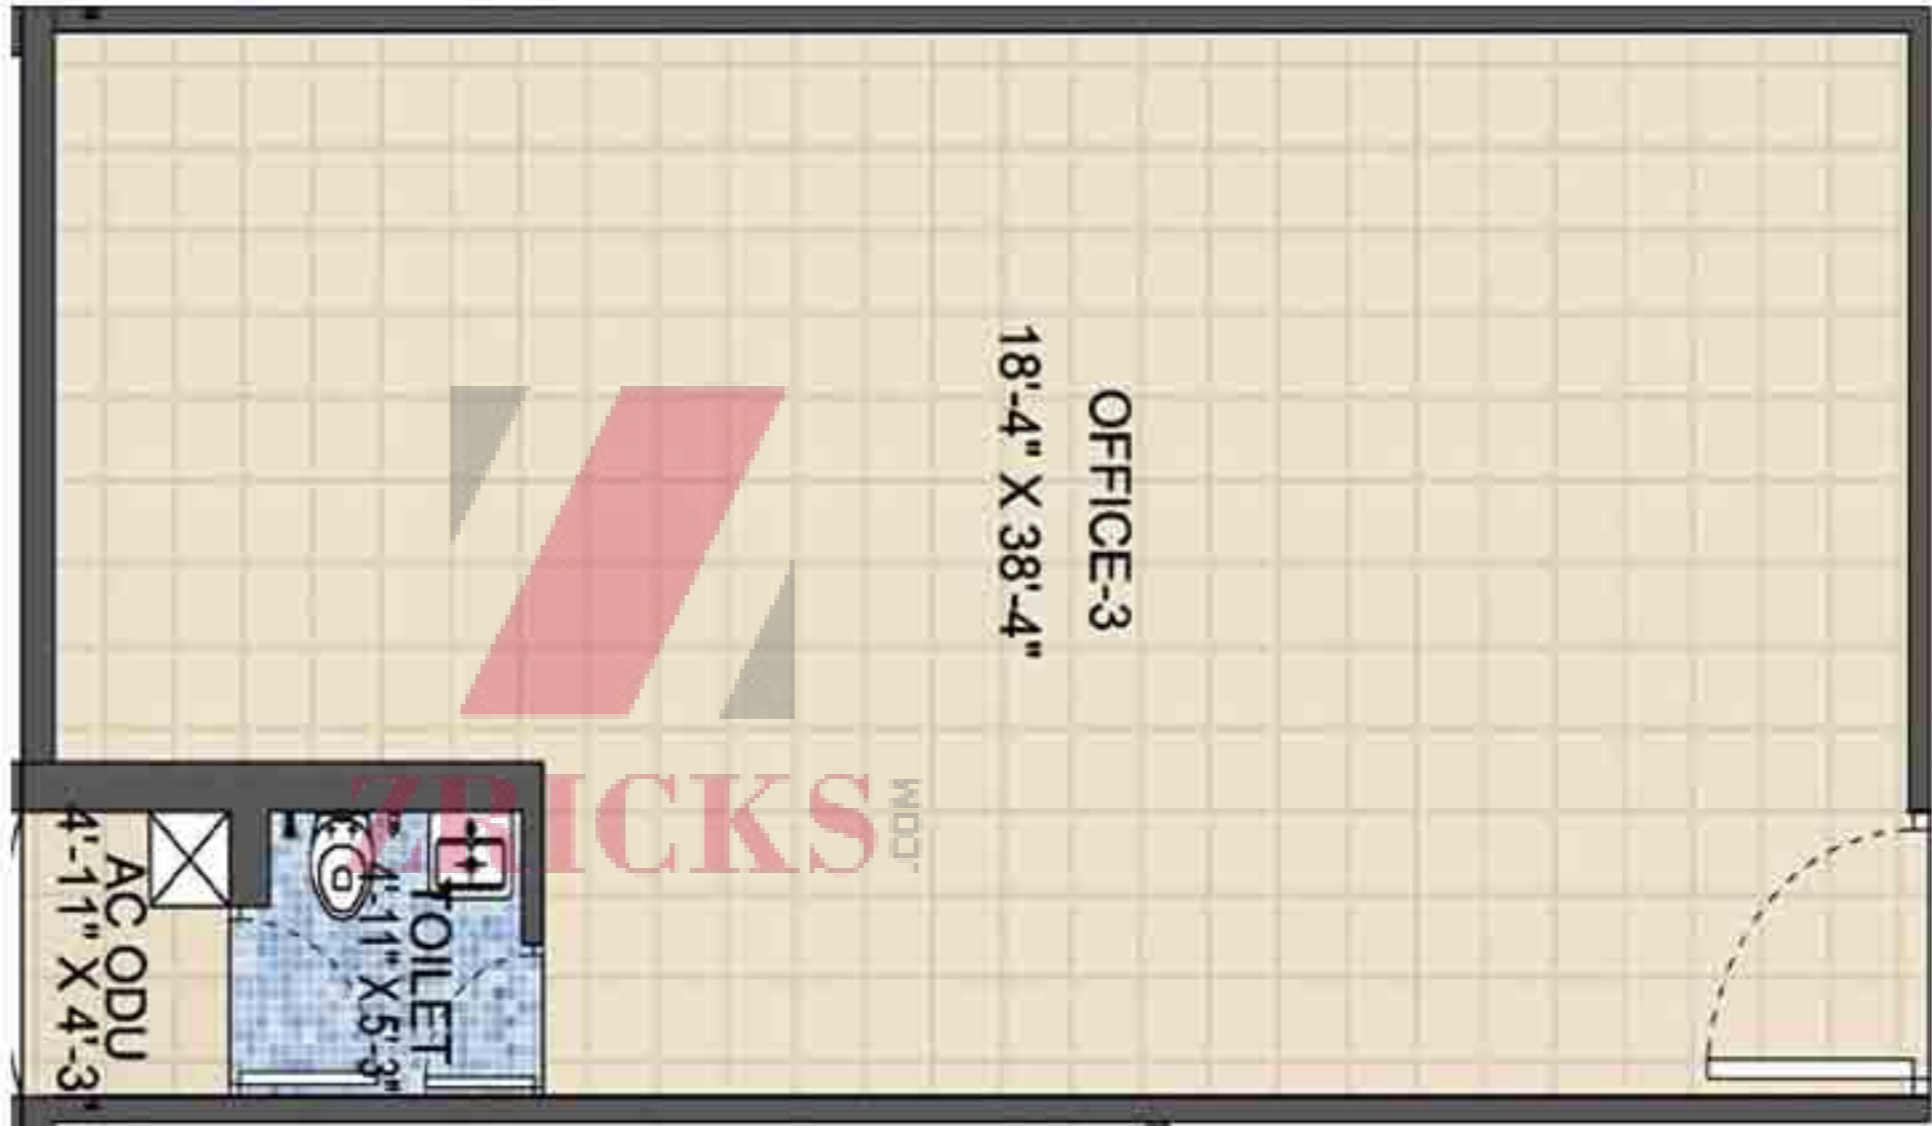 OFFICE-3
18'-4" X 38'-4"
ZRICKS
.COM
TOILET
4'-11" X 5'-3"
AC ODU
4'-11" X 4'-3"